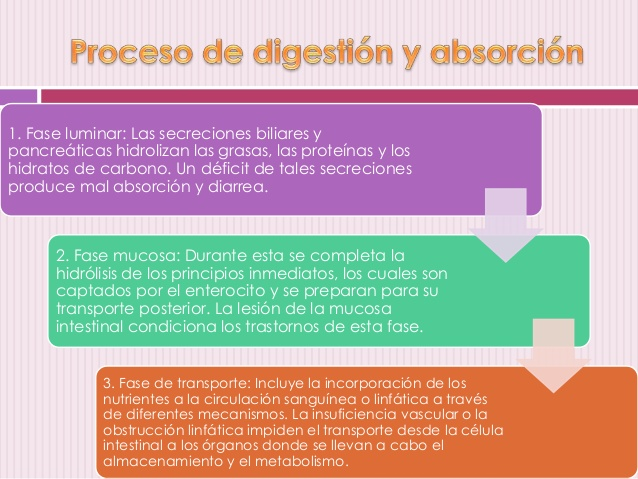 Proceso de digestión y absorción
1. Fase luminar: Las secreciones biliares y
pancreáticas hidrolizan las grasas, las proteínas y los
hidratos de carbono. Un déficit de tales secreciones
produce mal absorción y diarrea.
2. Fase mucosa: Durante esta se completa la
hidrólisis de los principios inmediatos, los cuales son
captados por el enterocito y se preparan para su
transporte posterior. La lesión de la mucosa
intestinal condiciona los trastornos de esta fase.
3. Fase de transporte: Incluye la incorporación de los
nutrientes a la circulación sanguínea o linfática a través
de diferentes mecanismos. La insuficiencia vascular o la
obstrucción linfática impiden el transporte desde la célula
intestinal a los órganos donde se llevan a cabo el
almacenamiento y el metabolismo.